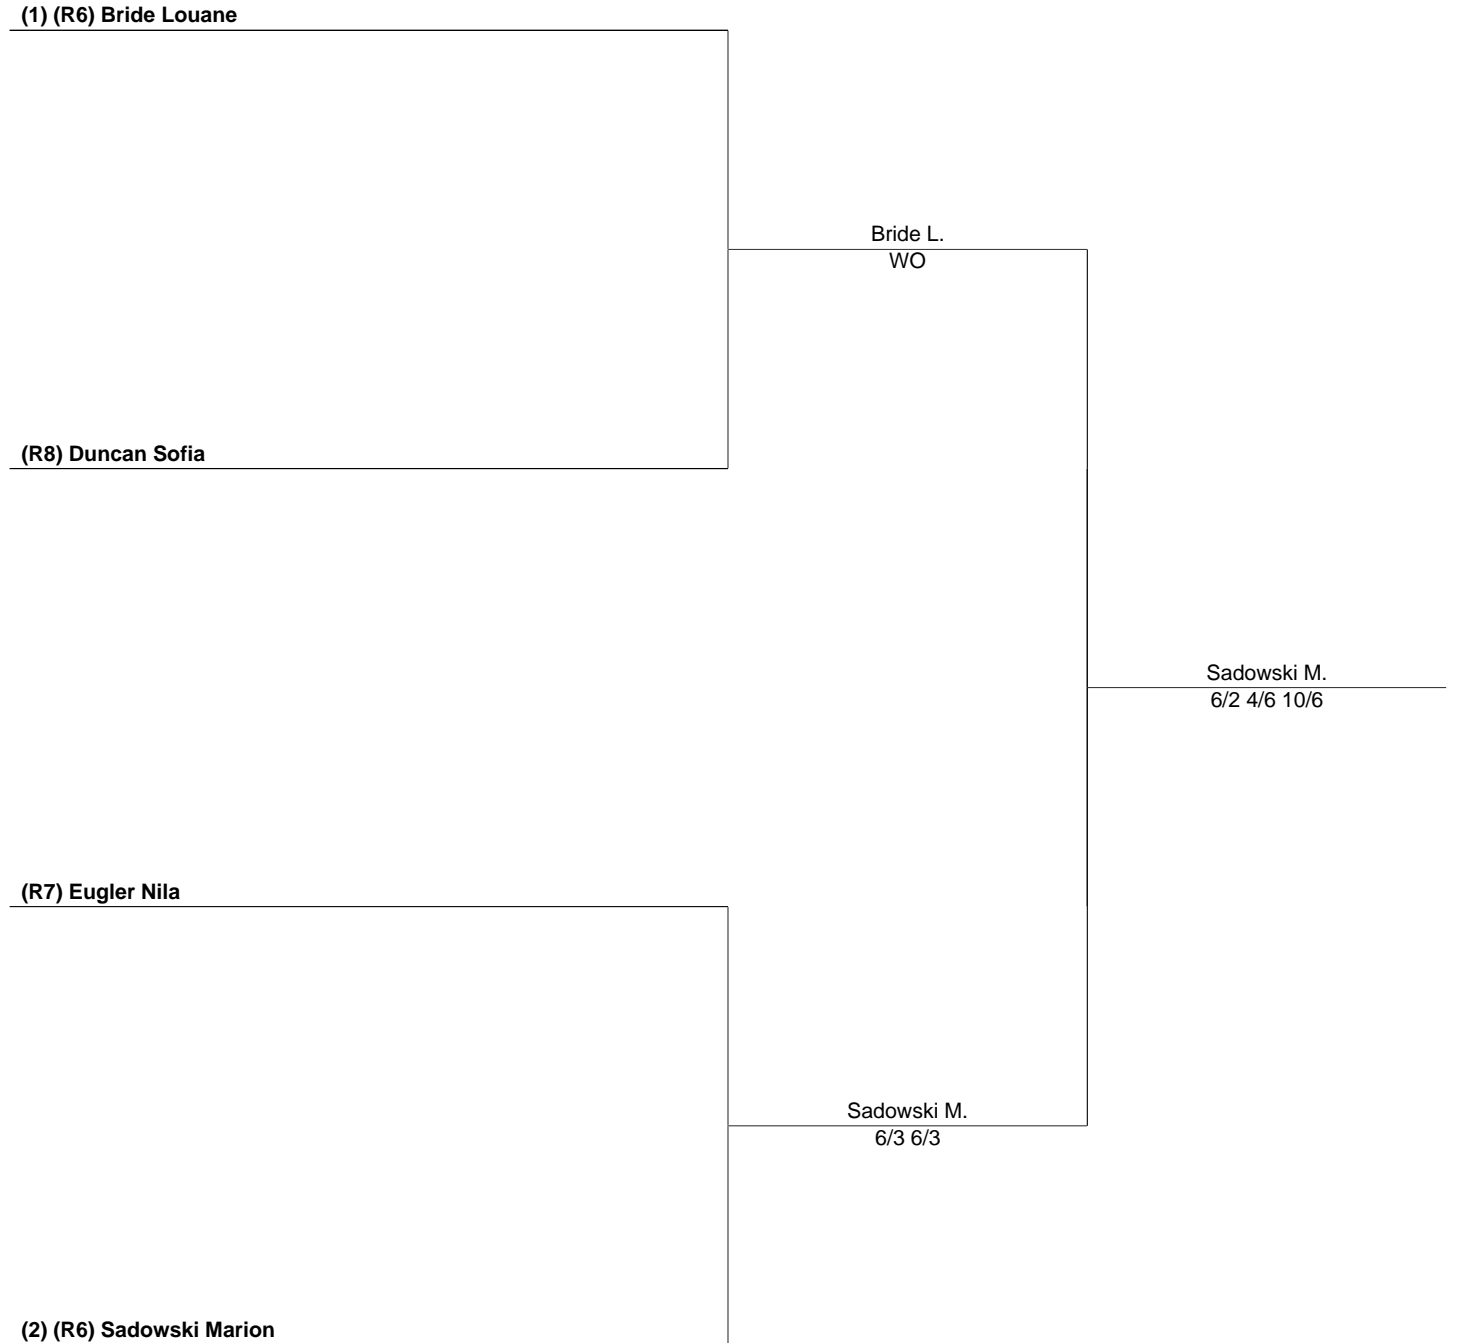 (1) (R6) Bride Louane
Bride L.
WO
(R8) Duncan Sofia
Sadowski M.
6/2 4/6 10/6
(R7) Eugler Nila
Sadowski M.
6/3 6/3
(2) (R6) Sadowski Marion